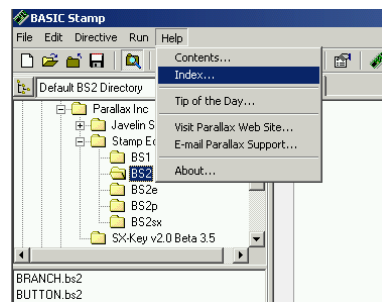 BASIC Stamp
File Edit Directive Run Help
Contents...
Index...
Tip of the Day...
Visit Parallax Web Site...
E-mail Parallax Support...
About...
Default BS2 Directory
Parallax Inc
Javelin S
Stamp Ed
BS1
BS2
BS2e
BS2p
BS2sx
SX-Key v2.0 Beta 3.5
BRANCH.bs2
BUTTON.bs2